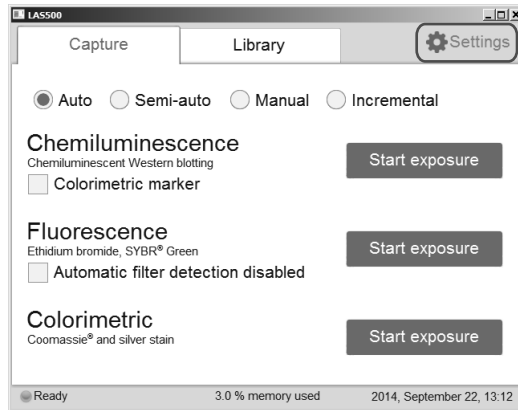 LAS500
Capture Library Settings
Auto Semi-auto Manual Incremental
Chemiluminescence
Chemiluminescent Western blotting
Start exposure
Colorimetric marker
Fluorescence
Ethidium bromide, SYBR® Green
Start exposure
Automatic filter detection disabled
Colorimetric
Coomassie® and silver stain
Start exposure
Ready 3.0 % memory used 2014, September 22, 13:12